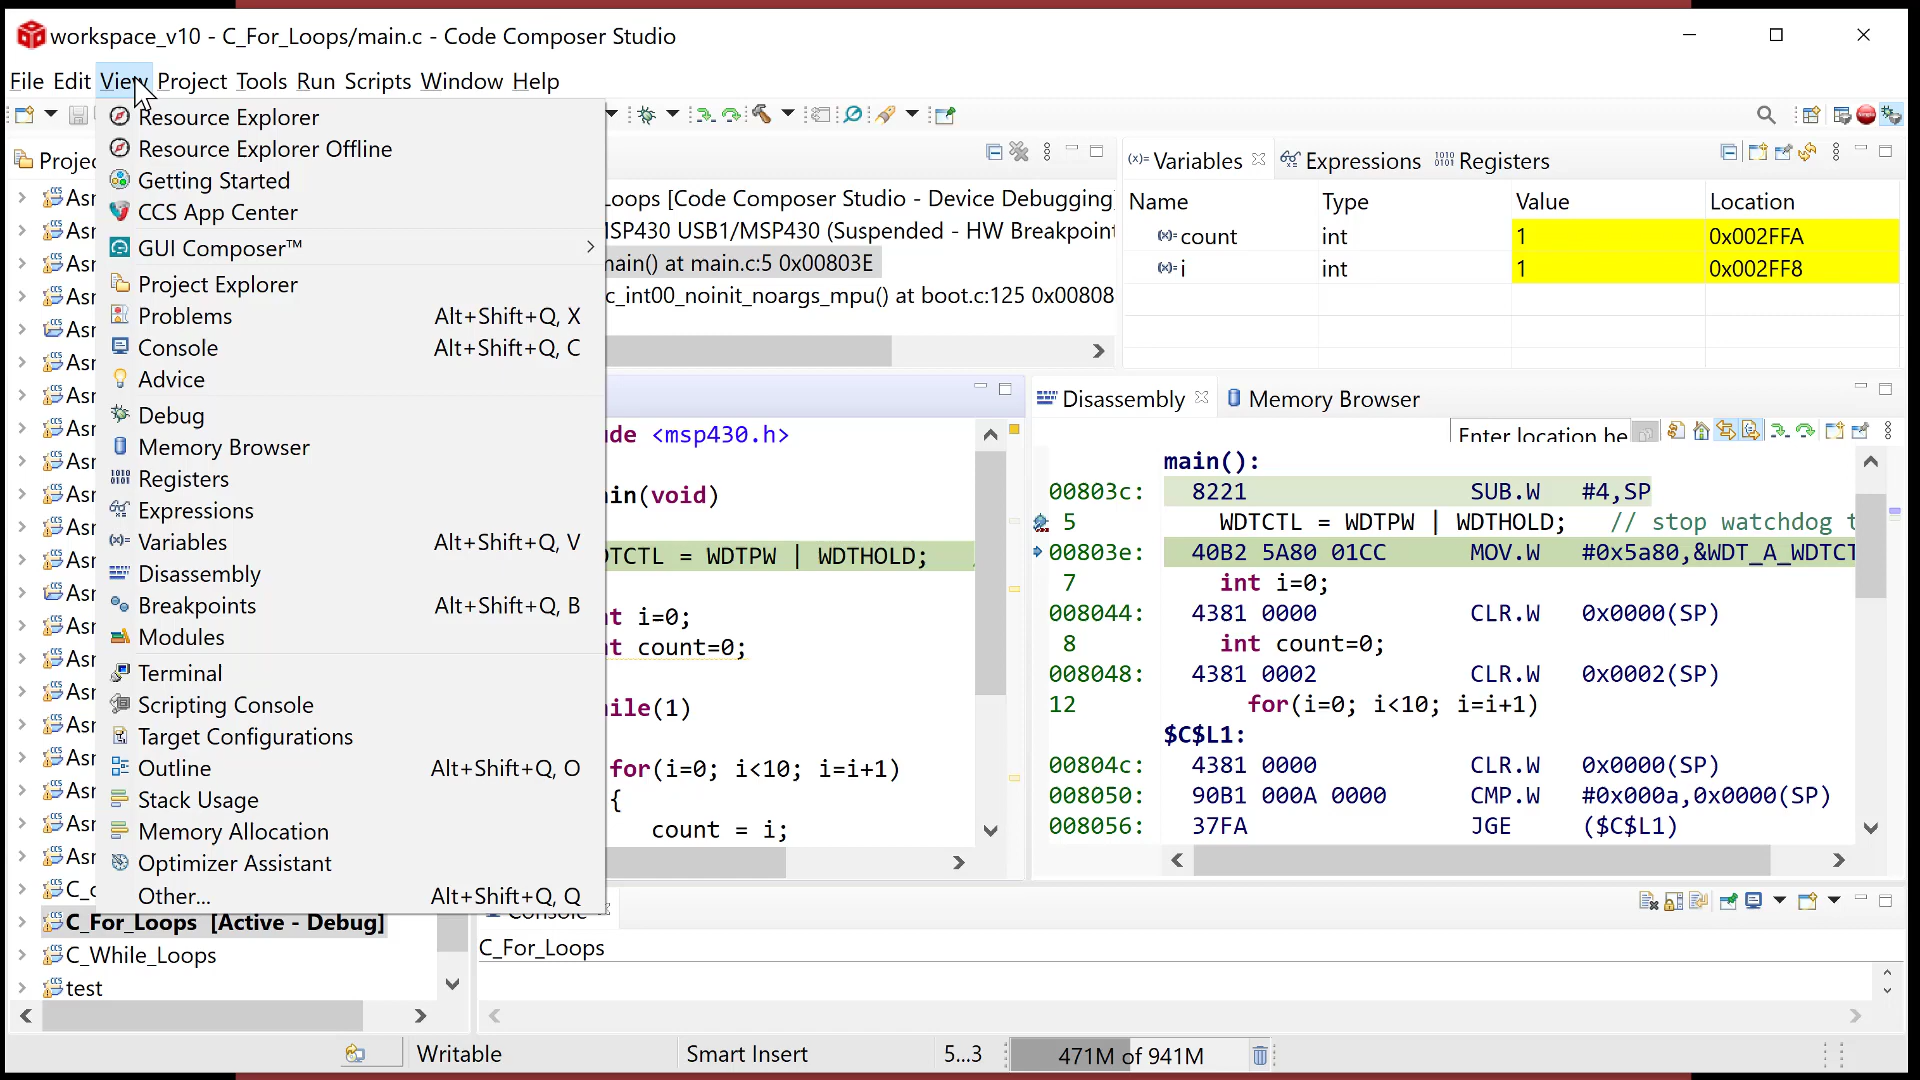 workspace_v10 - C_For_Loops/main.c - Code Composer Studio
File Edit View Project Tools Run Scripts Window Help
Resource Explorer
Resource Explorer Offline
Getting Started
CCS App Center
GUI Composer™
Project Explorer
Problems Alt+Shift+Q, X
Console Alt+Shift+Q, C
Advice
Debug
Memory Browser
Registers
Expressions
Variables Alt+Shift+Q, V
Disassembly
Breakpoints Alt+Shift+Q, B
Modules
Terminal
Scripting Console
Target Configurations
Outline Alt+Shift+Q, O
Stack Usage
Memory Allocation
Optimizer Assistant
Other... Alt+Shift+Q, Q
C_For_Loops [Active - Debug]
C_While_Loops
test
Loops [Code Composer Studio - Device Debugging]
MSP430 USB1/MSP430 (Suspended - HW Breakpoint
main() at main.c:5 0x00803E
c_int00_noinit_noargs_mpu() at boot.c:125 0x00808
Variables Expressions Registers
Name Type Value Location
count int 1 0x002FFA
i int 1 0x002FF8
ude <msp430.h>
in(void)
TCTL = WDTPW | WDTHOLD;
t i=0;
t count=0;
ile(1)
for(i=0; i<10; i=i+1)
{
count = i;
Disassembly Memory Browser
Enter location he
main():
00803c: 8221 SUB.W #4,SP
5 WDTCTL = WDTPW | WDTHOLD; // stop watchdog t
00803e: 40B2 5A80 01CC MOV.W #0x5a80,&WDT_A_WDTCT
7 int i=0;
008044: 4381 0000 CLR.W 0x0000(SP)
8 int count=0;
008048: 4381 0002 CLR.W 0x0002(SP)
12 for(i=0; i<10; i=i+1)
$C$L1:
00804c: 4381 0000 CLR.W 0x0000(SP)
008050: 90B1 000A 0000 CMP.W #0x000a,0x0000(SP)
008056: 37FA JGE ($C$L1)
Console
C_For_Loops
Writable Smart Insert 5...3 471M of 941M